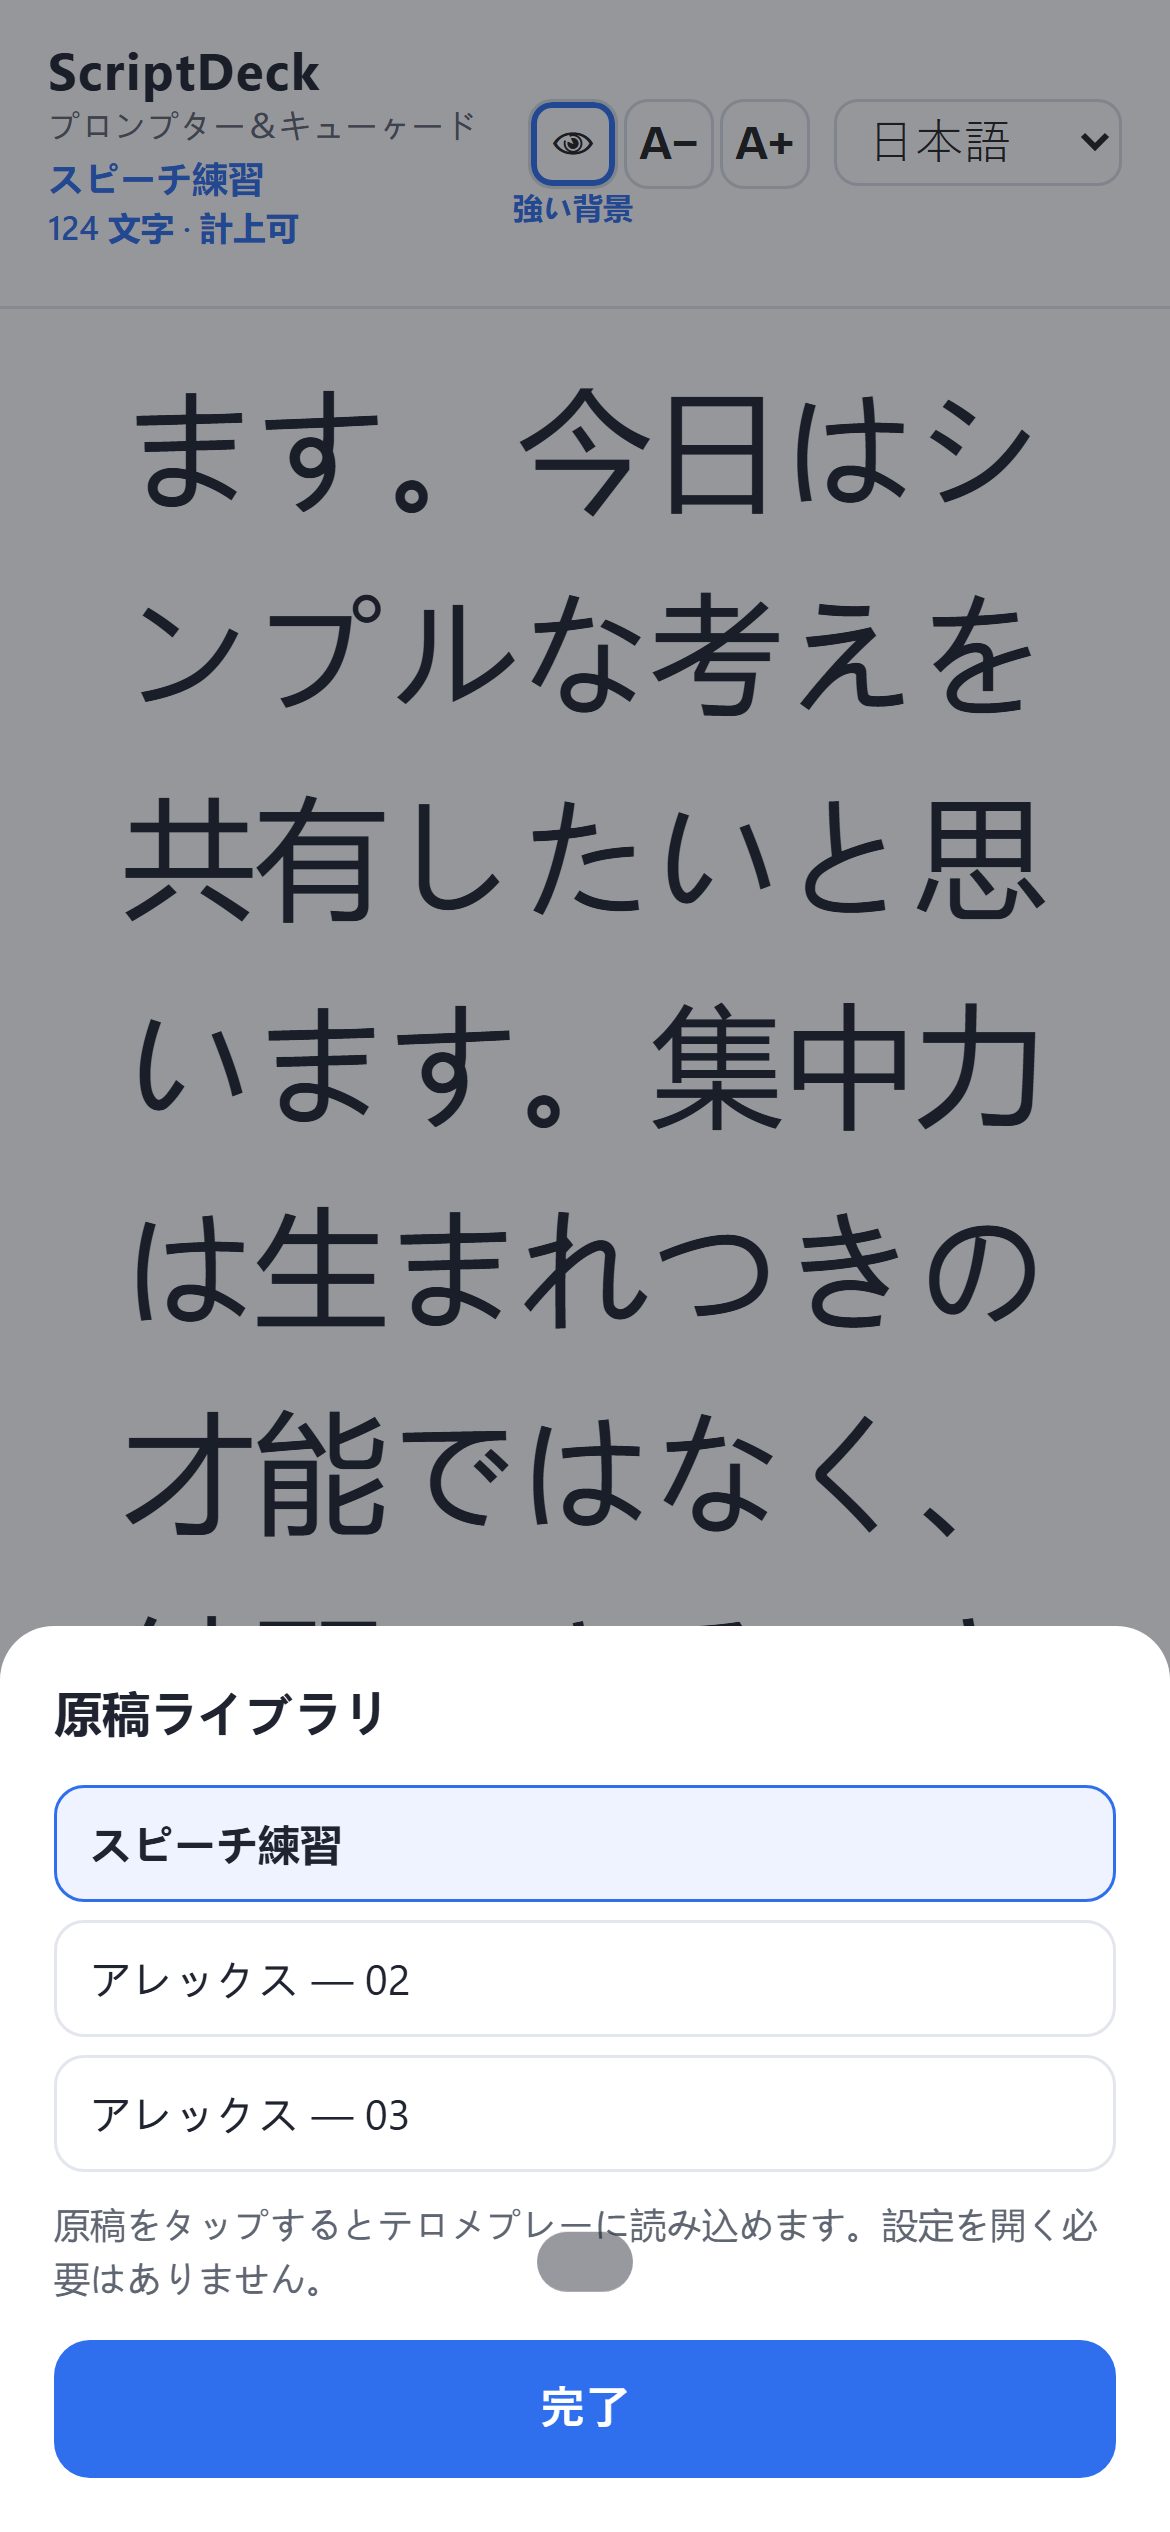 ScriptDeck
プロンプター＆キューヶード
スピーチ練習
124 文字 · 計上可
A−
A+
日本語
強い背景
ます。今日はシ
ンプルな考えを
共有したいと思
います。集中力
は生まれつきの
才能ではなく、
原稿ライブラリ
スピーチ練習
アレックス — 02
アレックス — 03
原稿をタップするとテロメプレーに読み込めます。設定を開く必
要はありません。
完了